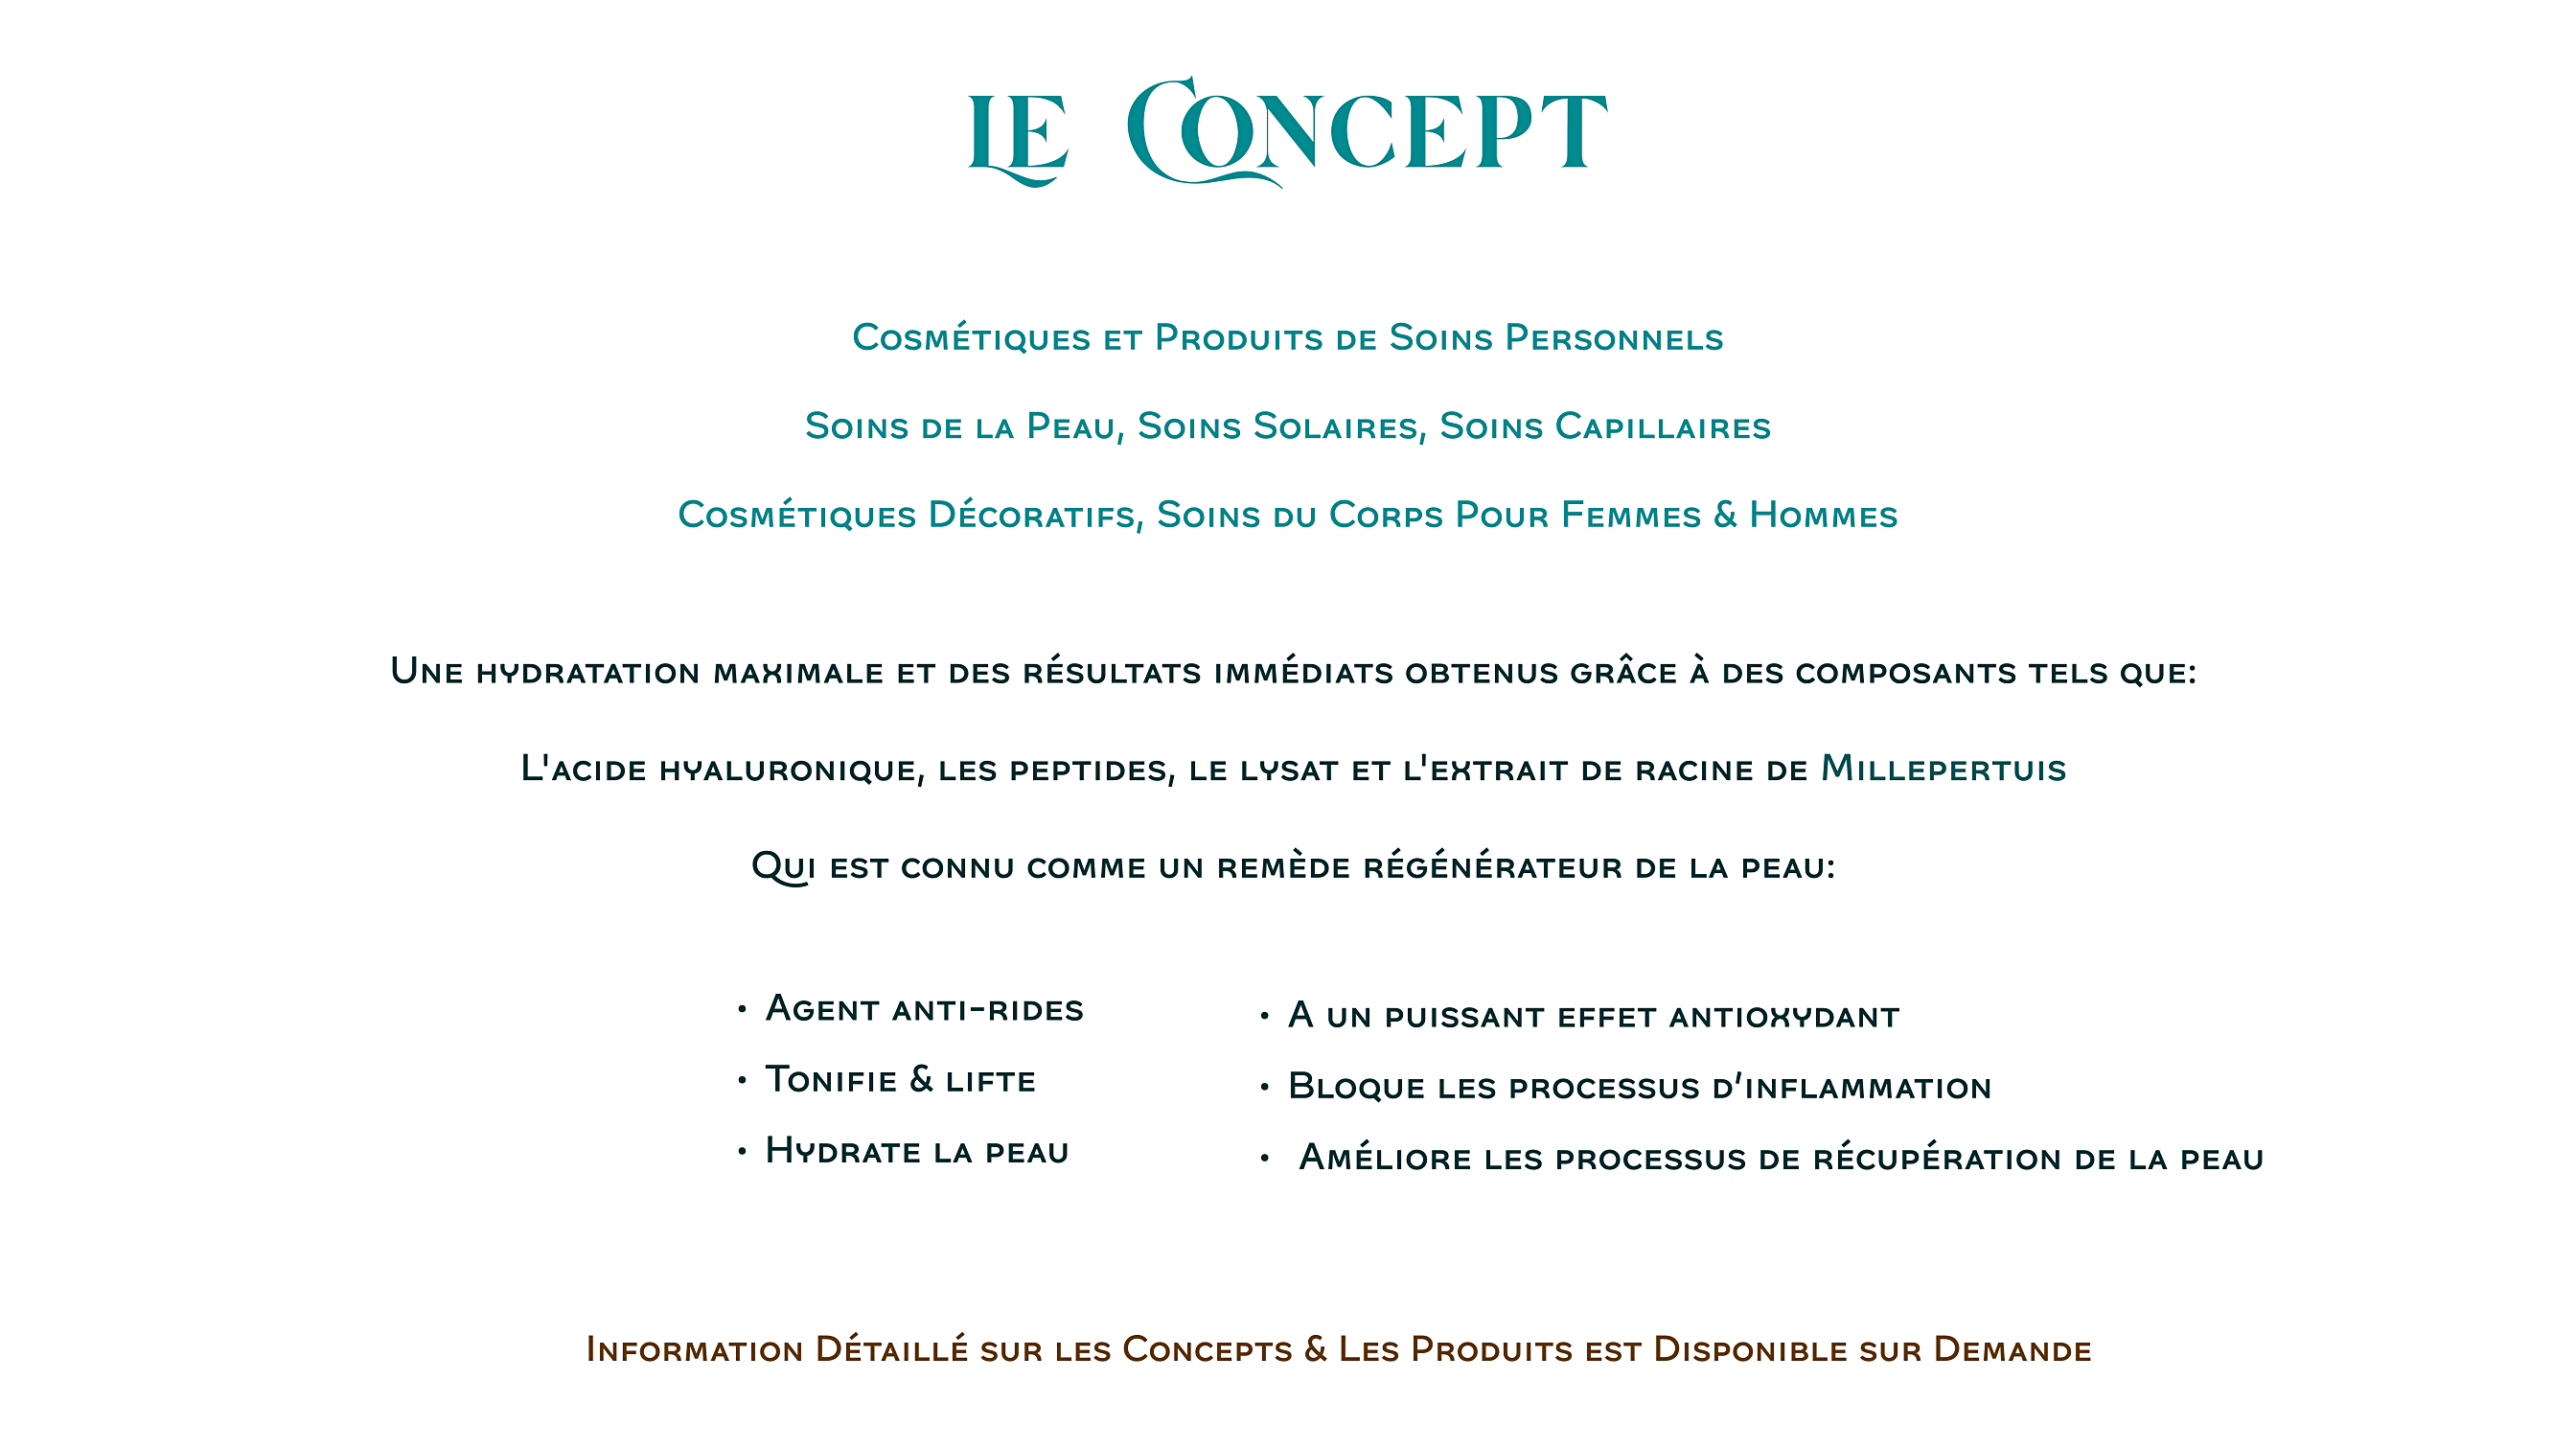 Le Concept
Cosmétiques et Produits de Soins Personnels
Soins de la Peau, Soins Solaires, Soins Capillaires
Cosmétiques Décoratifs, Soins du Corps Pour Femmes & Hommes
Une hydratation maximale et des résultats immédiats obtenus grâce à des composants tels que:
L'acide hyaluronique, les peptides, le lysat et l'extrait de racine de Millepertuis
Qui est connu comme un remède régénérateur de la peau:
• Agent anti-rides
• Tonifie & lifte
• Hydrate la peau
• A un puissant effet antioxydant
• Bloque les processus d’inflammation
• Améliore les processus de récupération de la peau
Information Détaillé sur les Concepts & Les Produits est Disponible sur Demande